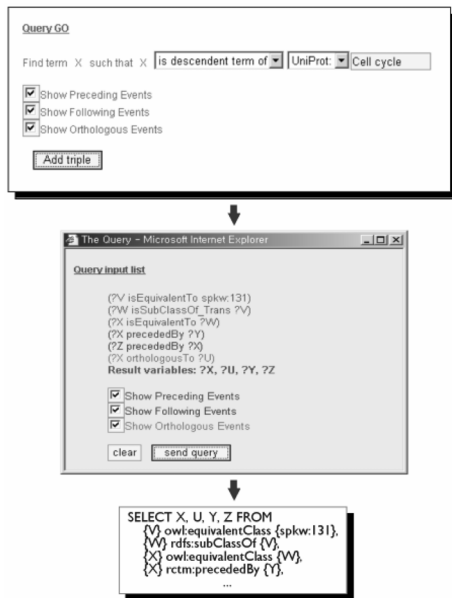 Query GO
Find term X such that X is descendent term of UniProt: Cell cycle
Show Preceding Events
Show Following Events
Show Orthologous Events
Add triple
The Query - Microsoft Internet Explorer
Query input list
(?V isEquivalentTo spkw:131)
(?W isSubClassOf_Trans ?V)
(?X isEquivalentTo ?W)
(?X precededBy ?Y)
(?Z precededBy ?X)
(?X orthologousTo ?U)
Result variables: ?X, ?U, ?Y, ?Z
Show Preceding Events
Show Following Events
Show Orthologous Events
clear send query
SELECT X, U, Y, Z FROM
{V} owl:equivalentClass {spkw:131},
{W} rdfs:subClassOf {V},
{X} owl:equivalentClass {W},
{X} rctm:precededBy {Y},
...